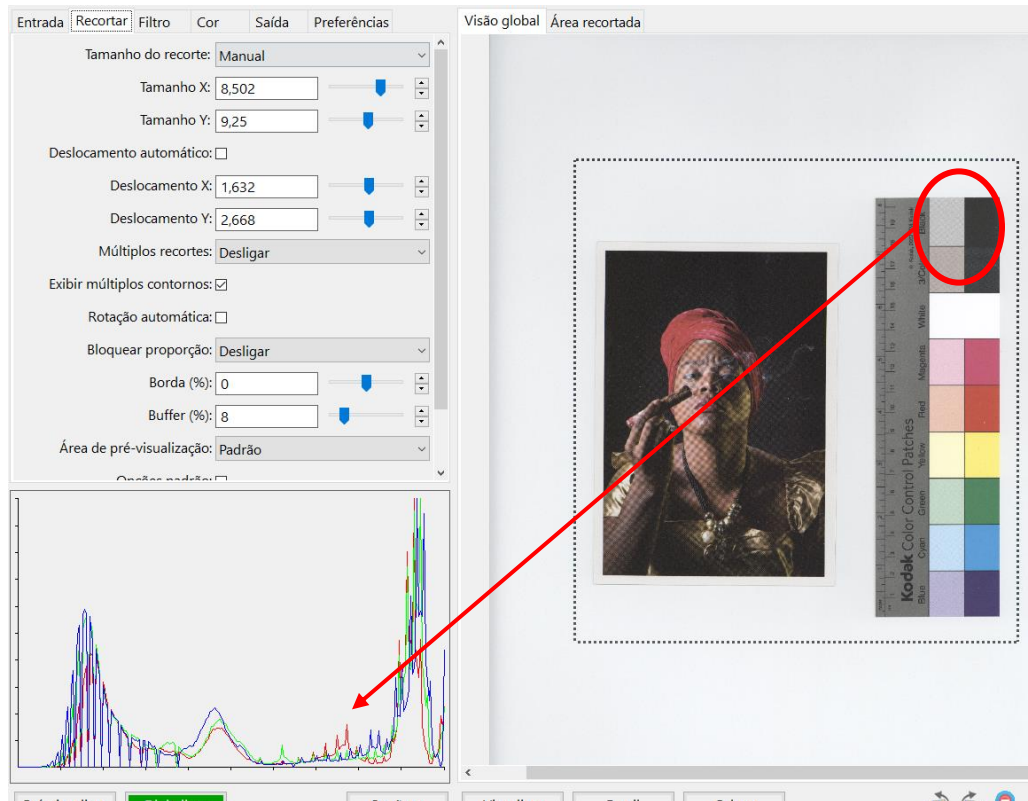 Entrada Recortar Filtro Cor Saída Preferências
Visão global Área recortada
Tamanho do recorte: Manual
Tamanho X: 8,502
Tamanho Y: 9,25
Deslocamento automático:
Deslocamento X: 1,632
Deslocamento Y: 2,668
Múltiplos recortes: Desligar
Exibir múltiplos contornos:
Rotação automática:
Bloquear proporção: Desligar
Borda (%): 0
Buffer (%): 8
Área de pré-visualização: Padrão
Kodak Color Control Patches
Blue
Cyan
Green
Yellow
Red
Magenta
White
3/Color
Black